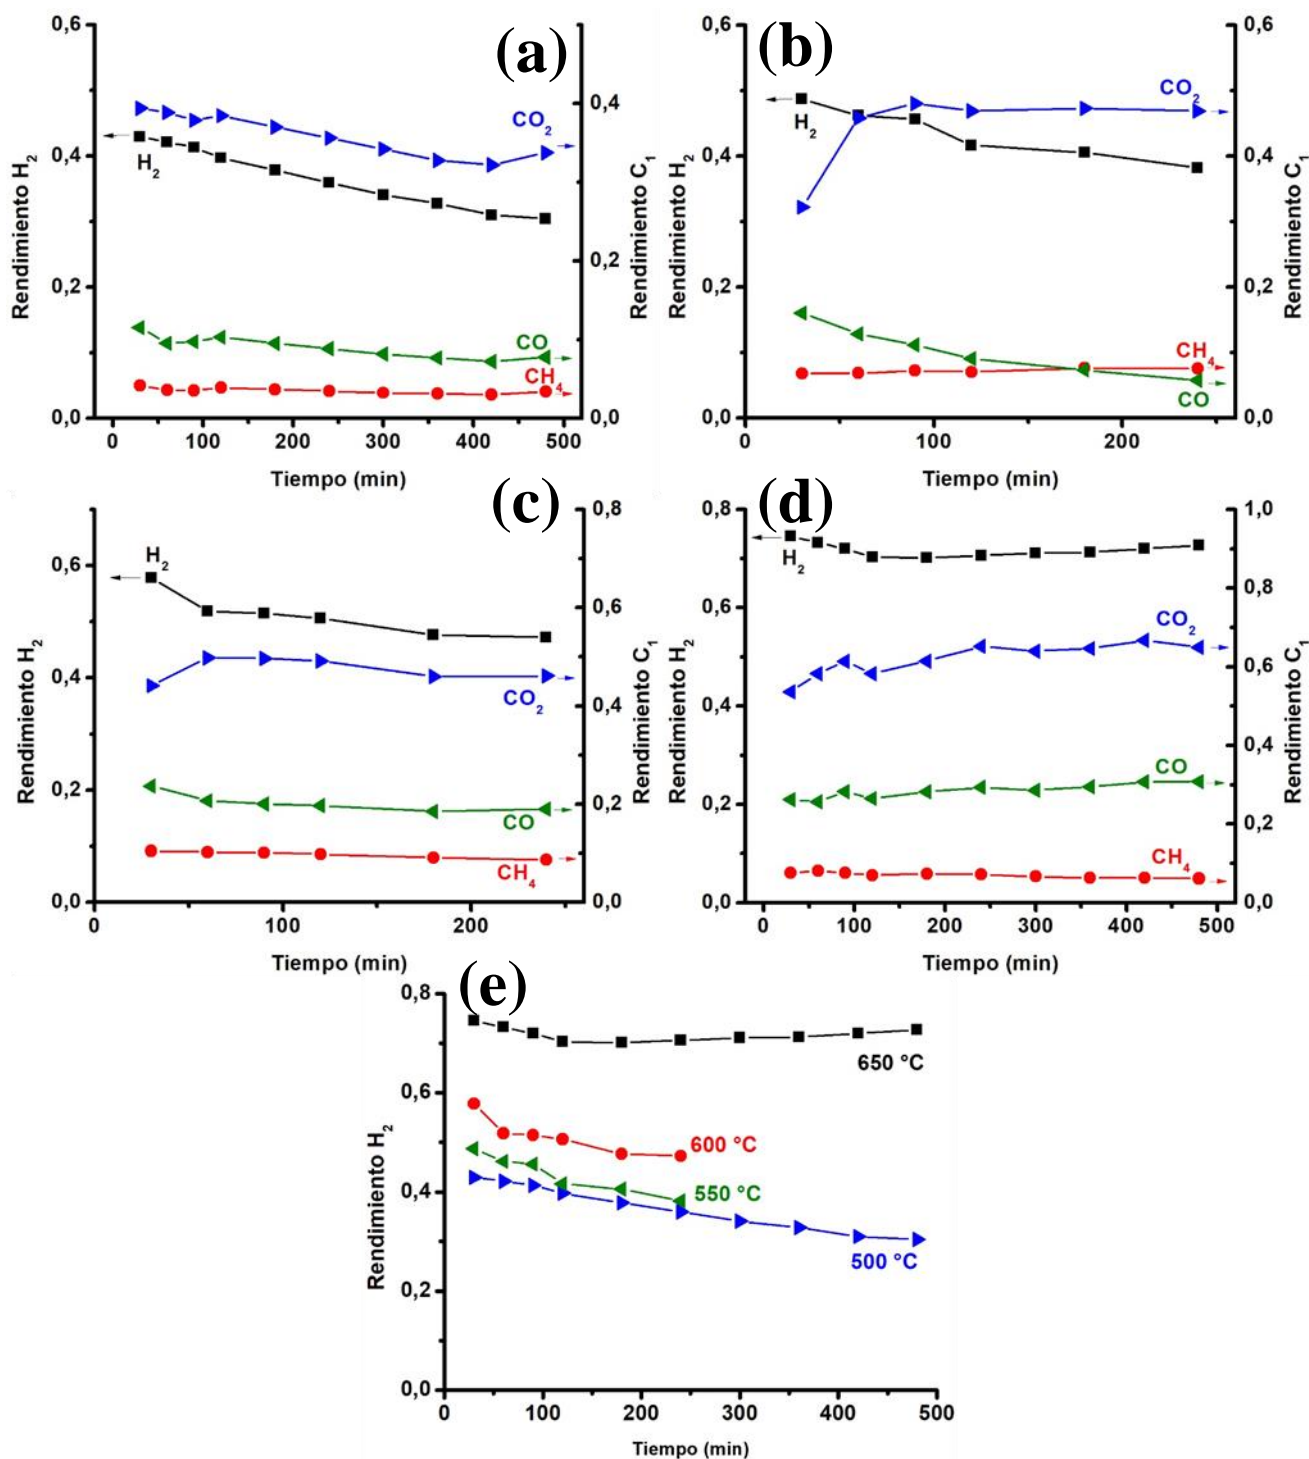 (a)
0,6
0,4
0,2
0,0
Rendimiento H2
CO2
H2
CO
CH4
0,4
0,2
0,0
Rendimiento C1
0 100 200 300 400 500
Tiempo (min)
(b)
0,6
0,4
0,2
0,0
Rendimiento H2
CO2
H2
CH4
CO
0,6
0,4
0,2
0,0
Rendimiento C1
0 100 200
Tiempo (min)
(c)
0,6
0,4
0,2
0,0
Rendimiento H2
H2
CO2
CO
CH4
0,8
0,6
0,4
0,2
0,0
Rendimiento C1
0 100 200
Tiempo (min)
(d)
0,8
0,6
0,4
0,2
0,0
Rendimiento H2
H2
CO2
CO
CH4
1,0
0,8
0,6
0,4
0,2
0,0
Rendimiento C1
0 100 200 300 400 500
Tiempo (min)
(e)
0,8
0,6
0,4
0,2
0,0
Rendimiento H2
650 °C
600 °C
550 °C
500 °C
0 100 200 300 400 500
Tiempo (min)